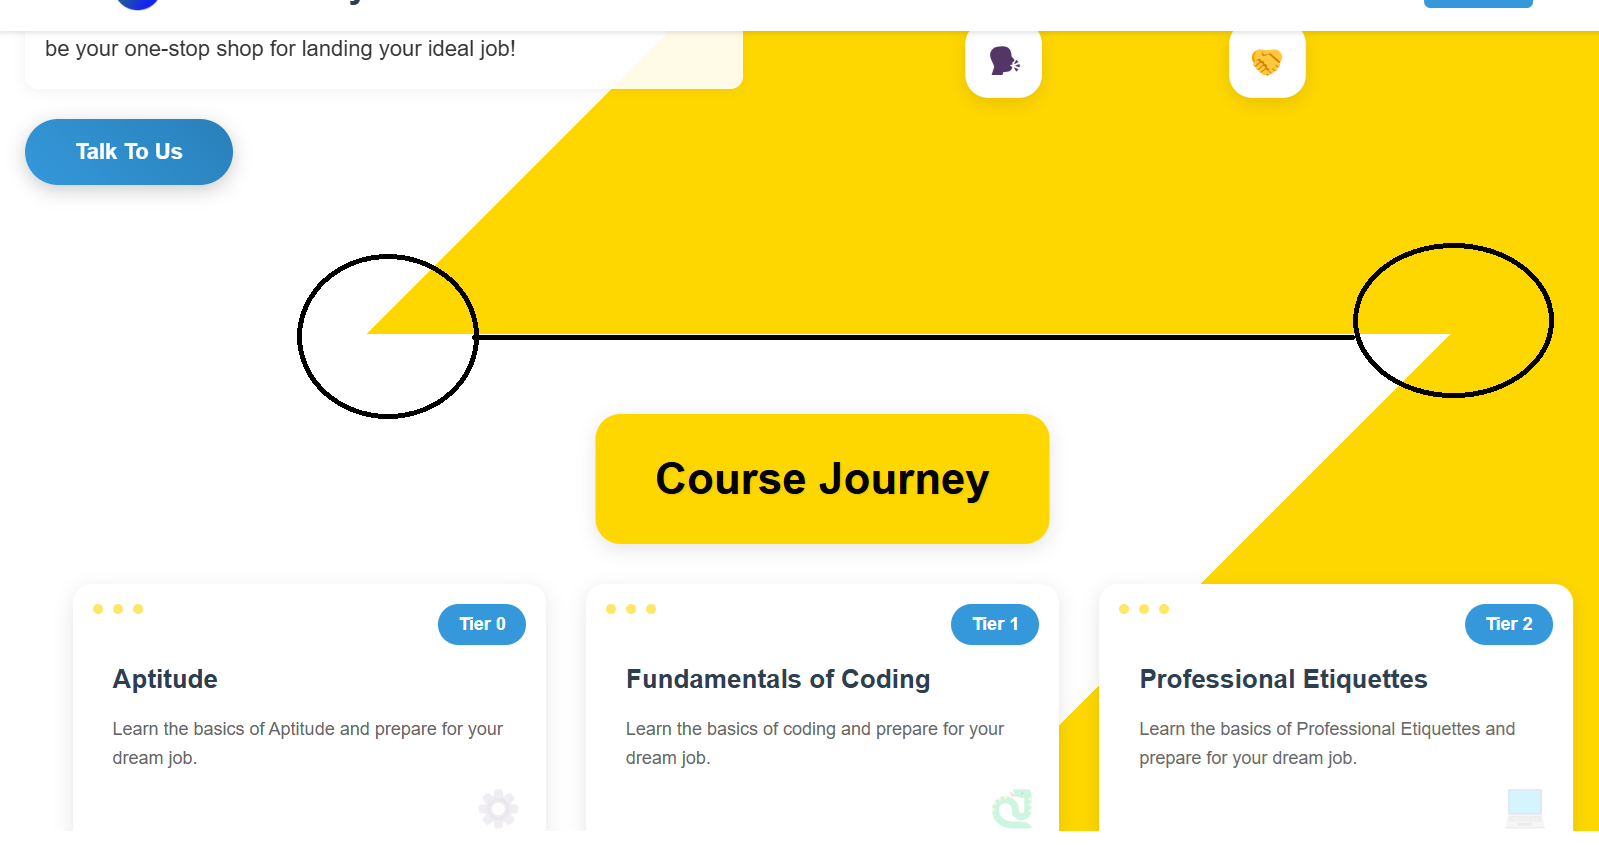 be your one-stop shop for landing your ideal job!
Talk To Us
Course Journey
Tier 0
Aptitude
Learn the basics of Aptitude and prepare for your
dream job.
Tier 1
Fundamentals of Coding
Learn the basics of coding and prepare for your
dream job.
Tier 2
Professional Etiquettes
Learn the basics of Professional Etiquettes and
prepare for your dream job.